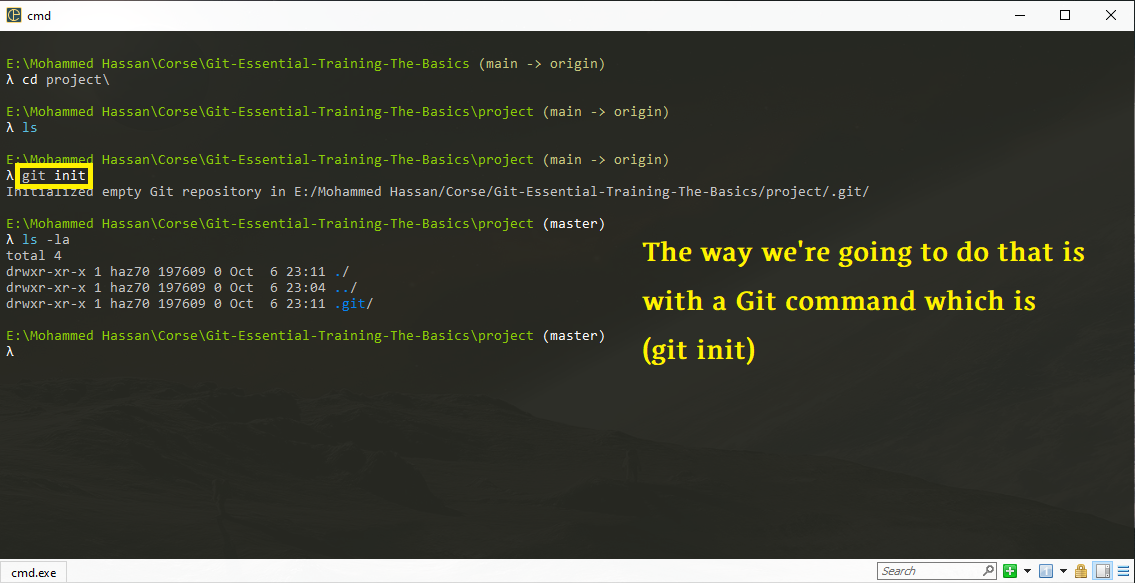 cmd
E:\Mohammed Hassan\Corse\Git-Essential-Training-The-Basics (main -> origin)
λ cd project\
E:\Mohammed Hassan\Corse\Git-Essential-Training-The-Basics\project (main -> origin)
λ ls
E:\Mohammed Hassan\Corse\Git-Essential-Training-The-Basics\project (main -> origin)
λ git init
Initialized empty Git repository in E:/Mohammed Hassan/Corse/Git-Essential-Training-The-Basics/project/.git/
E:\Mohammed Hassan\Corse\Git-Essential-Training-The-Basics\project (master)
λ ls -la
total 4
drwxr-xr-x 1 haz70 197609 0 Oct  6 23:11 ./
drwxr-xr-x 1 haz70 197609 0 Oct  6 23:04 ../
drwxr-xr-x 1 haz70 197609 0 Oct  6 23:11 .git/
E:\Mohammed Hassan\Corse\Git-Essential-Training-The-Basics\project (master)
λ
The way we're going to do that is
with a Git command which is
(git init)
cmd.exe
Search